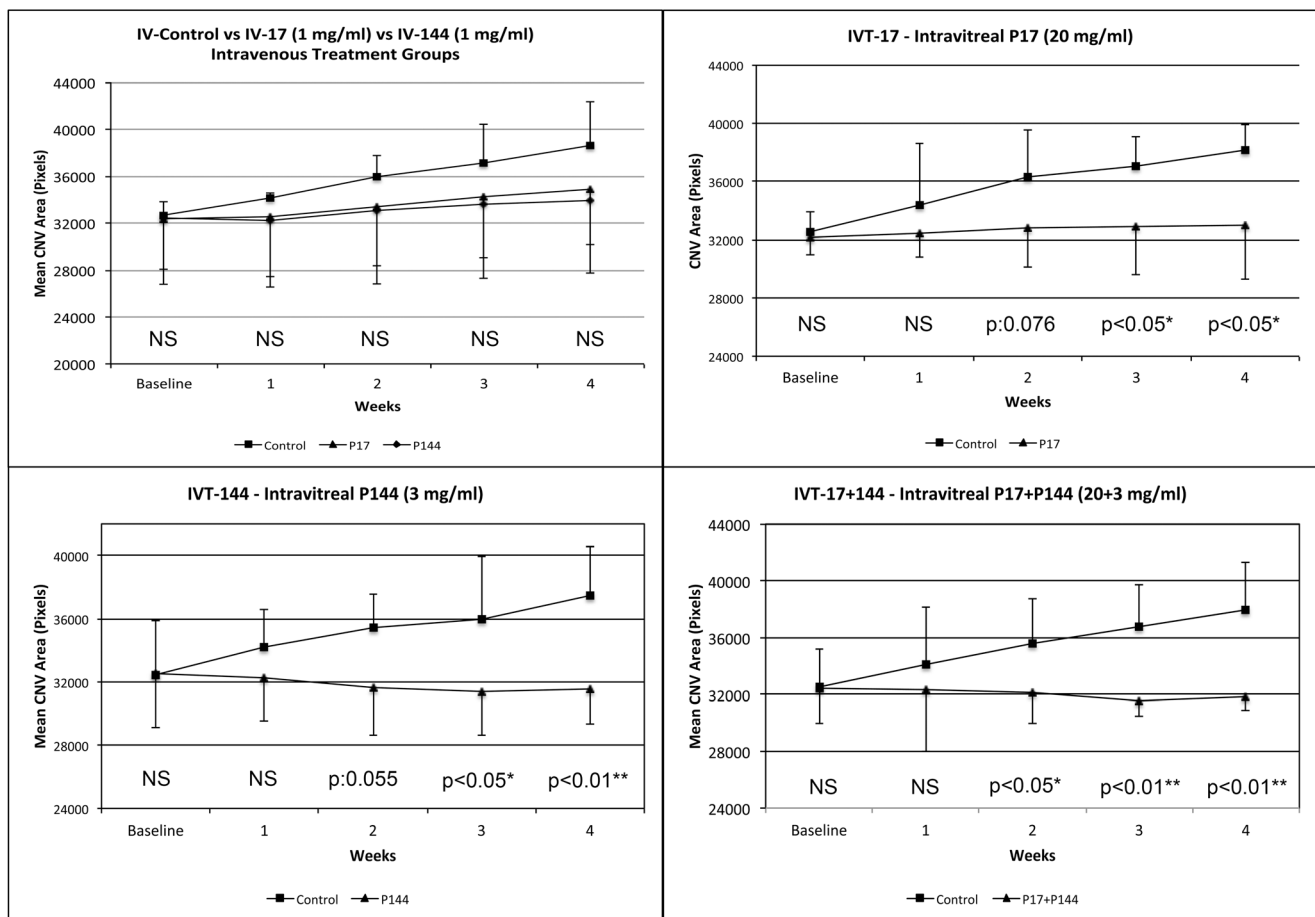 IV-Control vs IV-17 (1 mg/ml) vs IV-144 (1 mg/ml)
Intravenous Treatment Groups
Mean CNV Area (Pixels)
44000
40000
36000
32000
28000
24000
20000
NS NS NS NS NS
Baseline 1 2 3 4
Weeks
Control P17 P144
IVT-17 - Intravitreal P17 (20 mg/ml)
CNV Area (Pixels)
44000
40000
36000
32000
28000
24000
NS NS p:0.076 p<0.05* p<0.05*
Baseline 1 2 3 4
Weeks
Control P17
IVT-144 - Intravitreal P144 (3 mg/ml)
Mean CNV Area (Pixels)
40000
36000
32000
28000
24000
NS NS p:0.055 p<0.05* p<0.01**
Baseline 1 2 3 4
Weeks
Control P144
IVT-17+144 - Intravitreal P17+P144 (20+3 mg/ml)
Mean CNV Area (Pixels)
44000
40000
36000
32000
28000
24000
NS NS p<0.05* p<0.01** p<0.01**
Baseline 1 2 3 4
Weeks
Control P17+P144